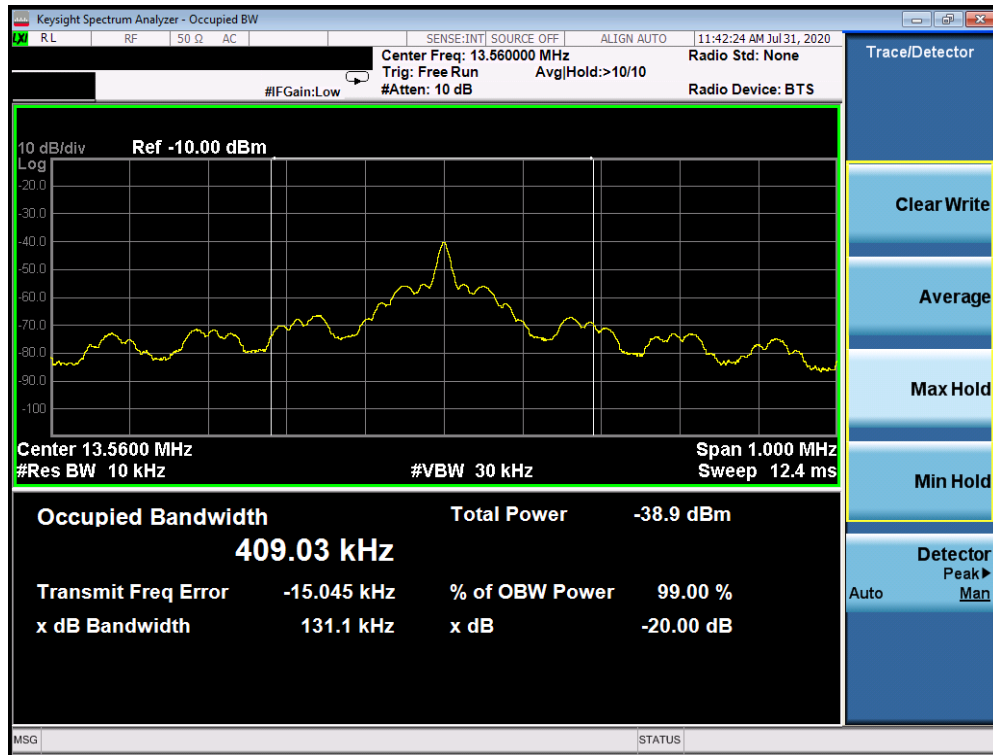 Keysight Spectrum Analyzer - Occupied BW
LXI RL RF 50 Ω AC SENSE:INT SOURCE OFF ALIGN AUTO 11:42:24 AM Jul 31, 2020
Center Freq: 13.560000 MHz Radio Std: None
Trig: Free Run Avg|Hold:>10/10
#IFGain:Low #Atten: 10 dB Radio Device: BTS
10 dB/div Ref -10.00 dBm
Log
-20.0
-30.0
-40.0
-50.0
-60.0
-70.0
-80.0
-90.0
-100
Center 13.5600 MHz Span 1.000 MHz
#Res BW 10 kHz #VBW 30 kHz Sweep 12.4 ms
Occupied Bandwidth Total Power -38.9 dBm
409.03 kHz
Transmit Freq Error -15.045 kHz % of OBW Power 99.00 %
x dB Bandwidth 131.1 kHz x dB -20.00 dB
MSG STATUS
Trace/Detector
Clear Write
Average
Max Hold
Min Hold
Detector
Peak▶
Auto Man